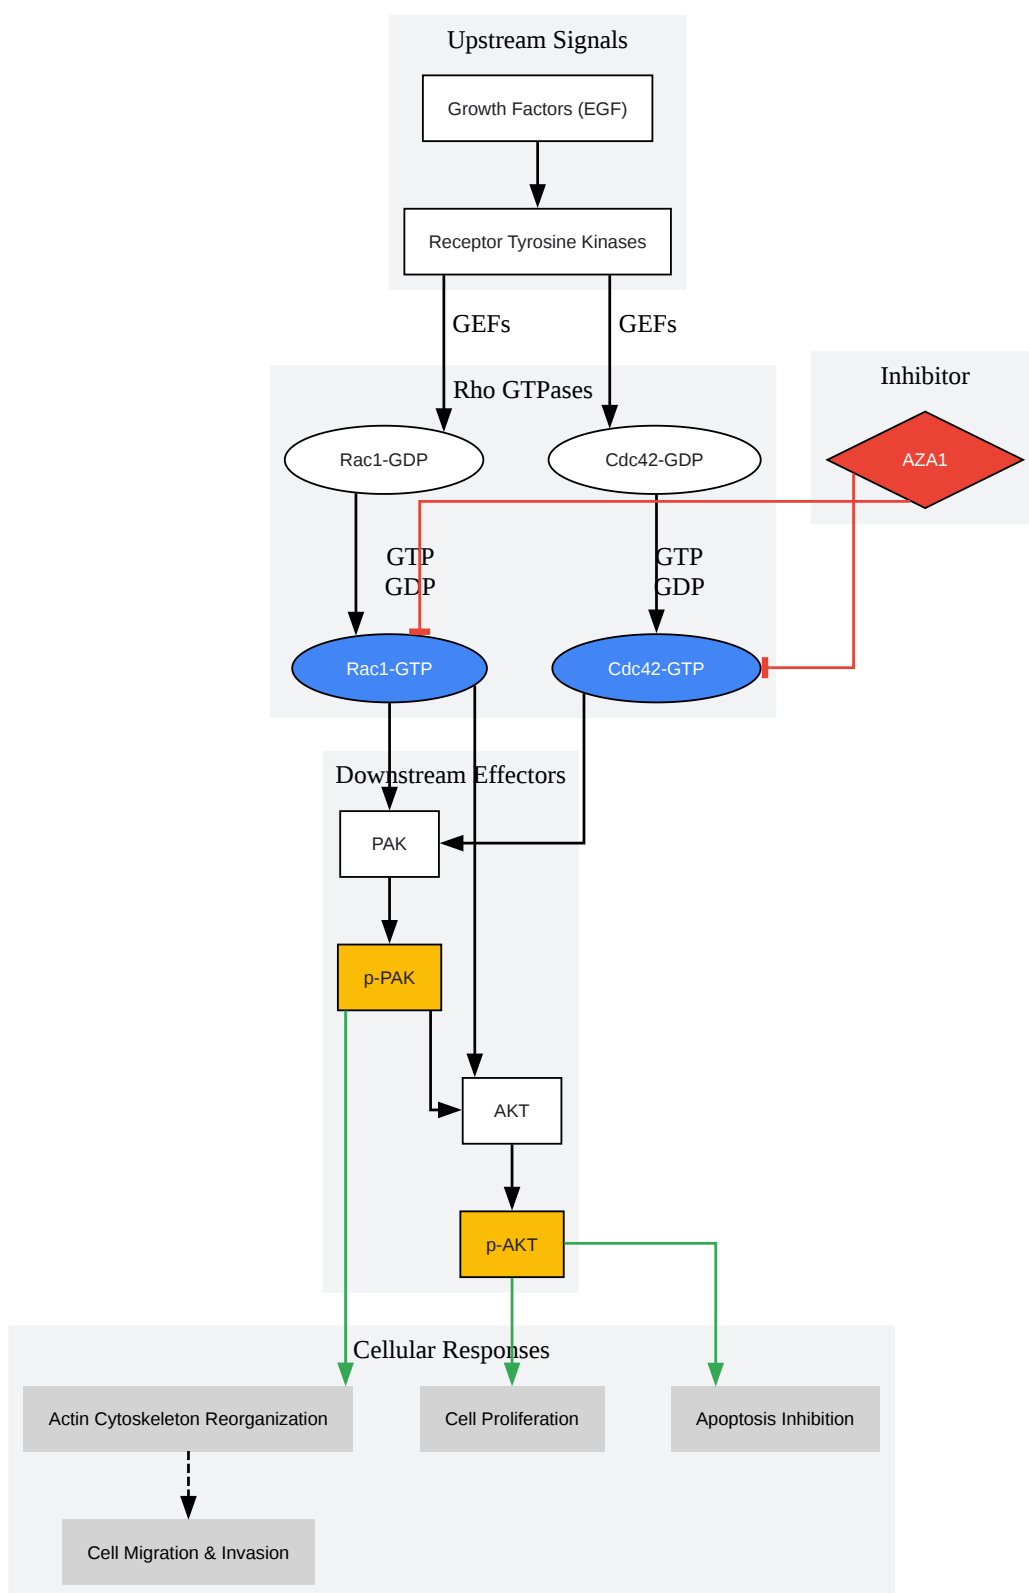 Upstream Signals
Growth Factors (EGF)
Receptor Tyrosine Kinases
GEFs
GEFs
Rho GTPases
Inhibitor
Rac1-GDP
Cdc42-GDP
AZA1
GTP
GDP
GTP
GDP
Rac1-GTP
Cdc42-GTP
Downstream Effectors
PAK
p-PAK
AKT
p-AKT
Cellular Responses
Actin Cytoskeleton Reorganization
Cell Proliferation
Apoptosis Inhibition
Cell Migration & Invasion